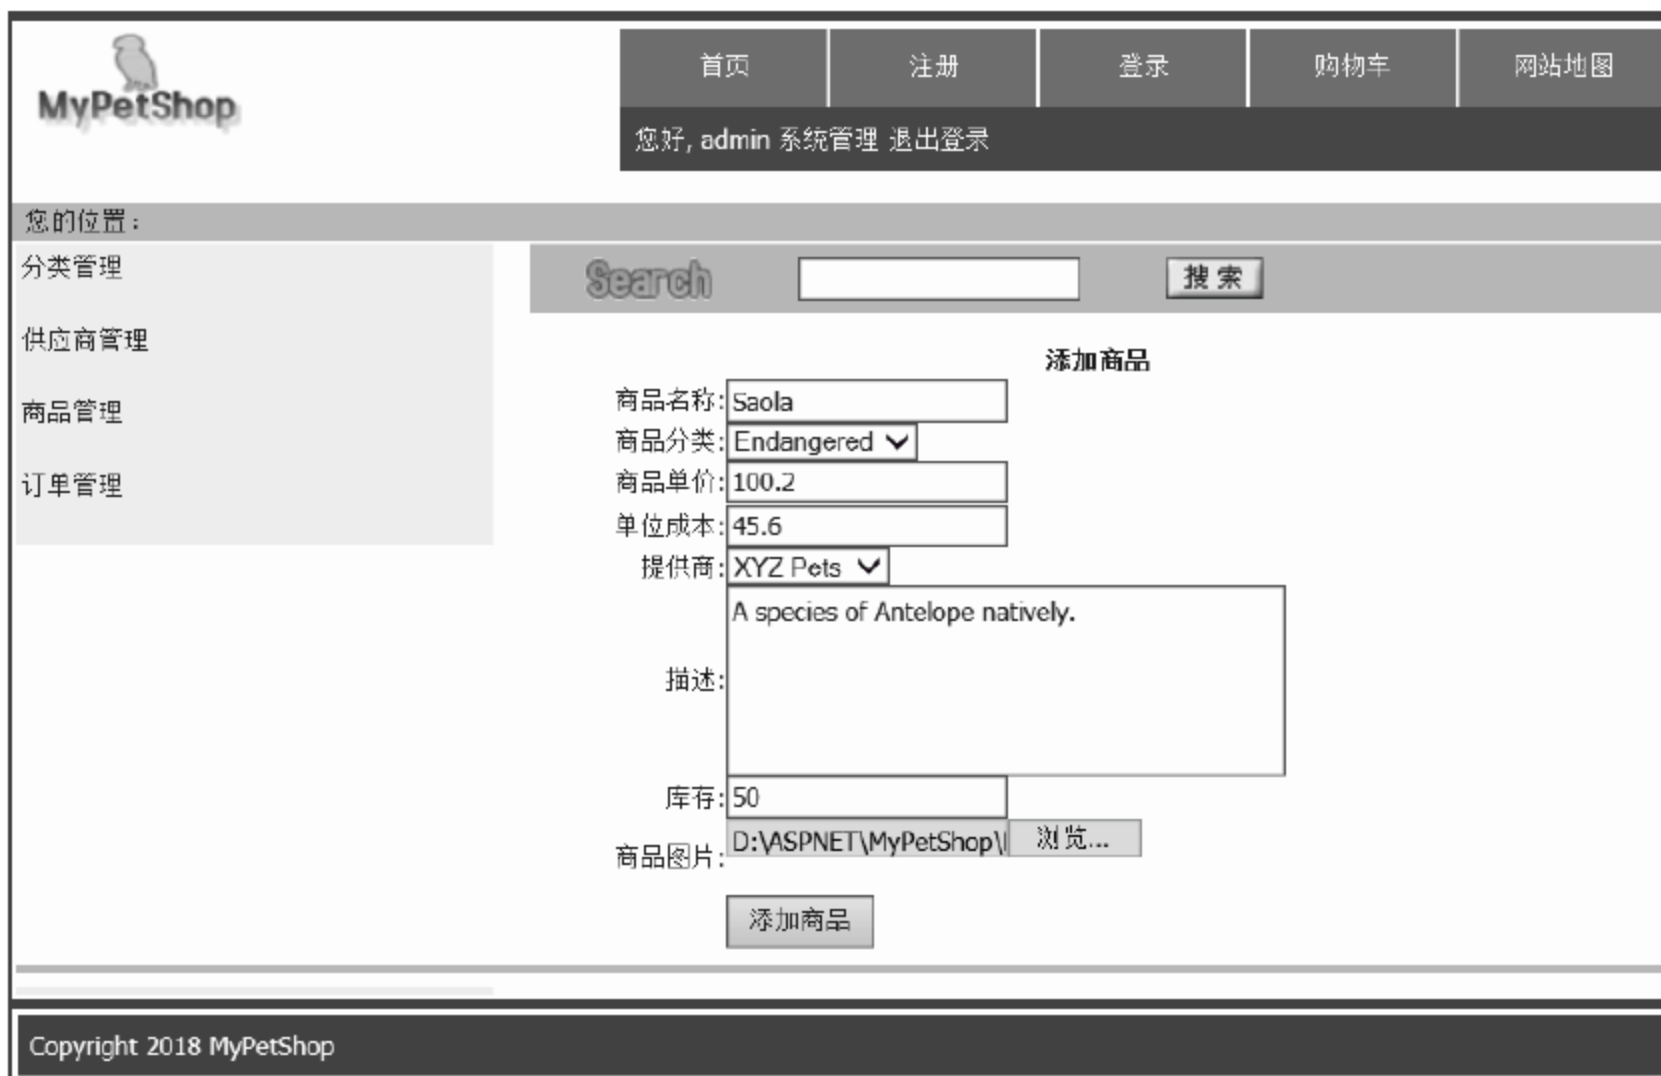 MyPetShop
首页 注册 登录 购物车 网站地图
您好, admin 系统管理 退出登录
您的位置：
分类管理
供应商管理
商品管理
订单管理
Search 搜索
添加商品
商品名称: Saola
商品分类: Endangered
商品单价: 100.2
单位成本: 45.6
提供商: XYZ Pets
描述: A species of Antelope natively.
库存: 50
商品图片: D:\ASPNET\MyPetShop\ 浏览...
添加商品
Copyright 2018 MyPetShop